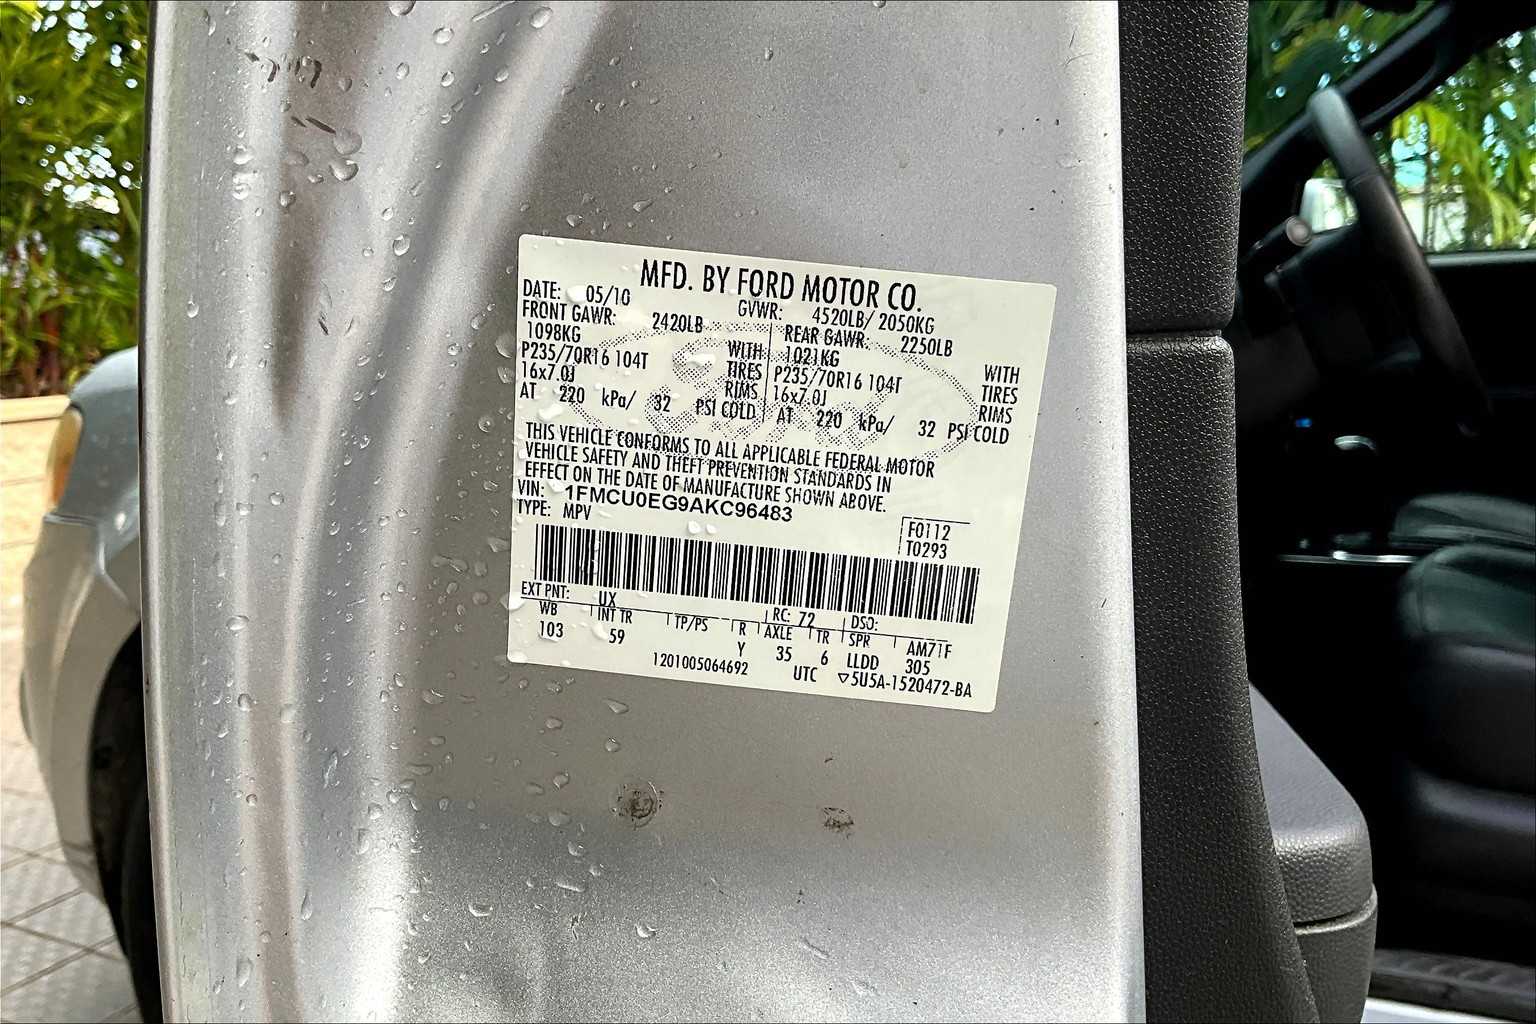 MFD. BY FORD MOTOR CO.
DATE: 05/10 GVWR: 4520LB/ 2050KG
FRONT GAWR: 2420LB REAR GAWR: 2250LB
1098KG WITH 1021KG WITH
P235/70R16 104T TIRES P235/70R16 104T TIRES
16x7.0J RIMS 16x7.0J RIMS
AT 220 kPa/ 32 PSI COLD AT 220 kPa/ 32 PSI COLD
THIS VEHICLE CONFORMS TO ALL APPLICABLE FEDERAL MOTOR
VEHICLE SAFETY AND THEFT PREVENTION STANDARDS IN
EFFECT ON THE DATE OF MANUFACTURE SHOWN ABOVE.
VIN: 1FMCU0EG9AKC96483
TYPE: MPV
F0112
T0293
EXT PNT: UX RC: 72 DSO:
WB INT TR TP/PS R AXLE TR SPR AM71F
103 59 Y 35 6 LLDD 305
1201005064692 UTC ▽5U5A-1520472-BA